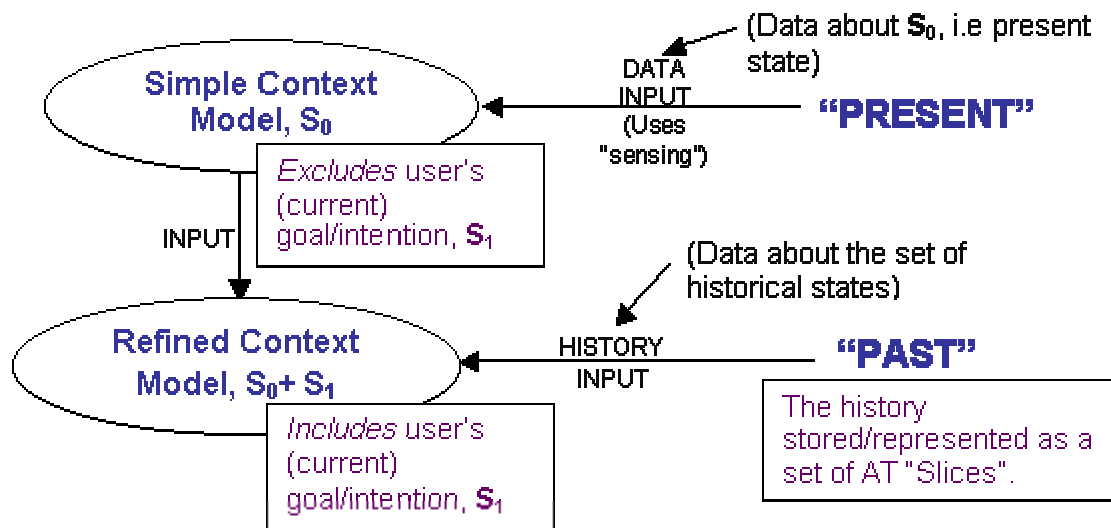 (Data about S₀, i.e present
state)
DATA
INPUT
(Uses
"sensing")
“PRESENT”
Simple Context
Model, S₀
Excludes user's
(current)
goal/intention, S₁
INPUT
(Data about the set of
historical states)
Refined Context
Model, S₀+ S₁
HISTORY
INPUT
“PAST”
Includes user's
(current)
goal/intention, S₁
The history
stored/represented as a
set of AT "Slices".